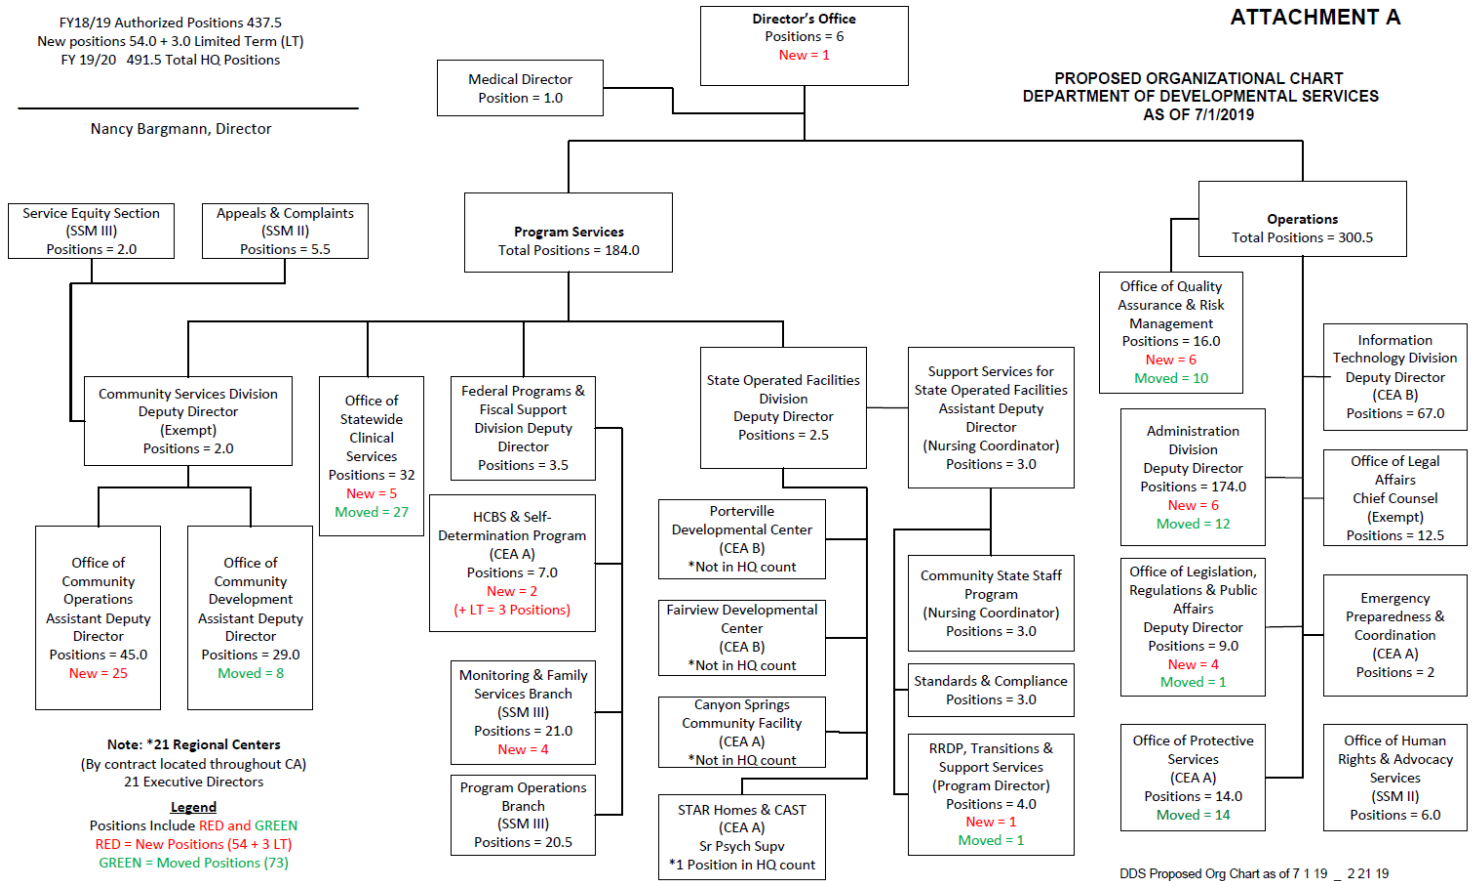 FY18/19 Authorized Positions 437.5
New positions 54.0 + 3.0 Limited Term (LT)
FY 19/20 491.5 Total HQ Positions
Nancy Bargmann, Director
Director's Office
Positions = 6
New = 1
ATTACHMENT A
PROPOSED ORGANIZATIONAL CHART
DEPARTMENT OF DEVELOPMENTAL SERVICES
AS OF 7/1/2019
Medical Director
Position = 1.0
Service Equity Section
(SSM III)
Positions = 2.0
Appeals & Complaints
(SSM II)
Positions = 5.5
Program Services
Total Positions = 184.0
Operations
Total Positions = 300.5
Community Services Division
Deputy Director
(Exempt)
Positions = 2.0
Office of
Community
Operations
Assistant Deputy
Director
Positions = 45.0
New = 25
Office of
Community
Development
Assistant Deputy
Director
Positions = 29.0
Moved = 8
Office of
Statewide
Clinical
Services
Positions = 32
New = 5
Moved = 27
Federal Programs &
Fiscal Support
Division Deputy
Director
Positions = 3.5
HCBS & Self-
Determination Program
(CEA A)
Positions = 7.0
New = 2
(+ LT = 3 Positions)
Monitoring & Family
Services Branch
(SSM III)
Positions = 21.0
New = 4
Program Operations
Branch
(SSM III)
Positions = 20.5
State Operated Facilities
Division
Deputy Director
Positions = 2.5
Porterville
Developmental Center
(CEA B)
*Not in HQ count
Fairview Developmental
Center
(CEA B)
*Not in HQ count
Canyon Springs
Community Facility
(CEA A)
*Not in HQ count
STAR Homes & CAST
(CEA A)
Sr Psych Supv
*1 Position in HQ count
Support Services for
State Operated Facilities
Assistant Deputy
Director
(Nursing Coordinator)
Positions = 3.0
Community State Staff
Program
(Nursing Coordinator)
Positions = 3.0
Standards & Compliance
Positions = 3.0
RRDP, Transitions &
Support Services
(Program Director)
Positions = 4.0
New = 1
Moved = 1
Office of Quality
Assurance & Risk
Management
Positions = 16.0
New = 6
Moved = 10
Administration
Division
Deputy Director
Positions = 174.0
New = 6
Moved = 12
Office of Legislation,
Regulations & Public
Affairs
Deputy Director
Positions = 9.0
New = 4
Moved = 1
Office of Protective
Services
(CEA A)
Positions = 14.0
Moved = 14
Information
Technology Division
Deputy Director
(CEA B)
Positions = 67.0
Office of Legal
Affairs
Chief Counsel
(Exempt)
Positions = 12.5
Emergency
Preparedness &
Coordination
(CEA A)
Positions = 2
Office of Human
Rights & Advocacy
Services
(SSM II)
Positions = 6.0
Note: *21 Regional Centers
(By contract located throughout CA)
21 Executive Directors
Legend
Positions Include RED and GREEN
RED = New Positions (54 + 3 LT)
GREEN = Moved Positions (73)
DDS Proposed Org Chart as of 7 1 19 _ 2 21 19